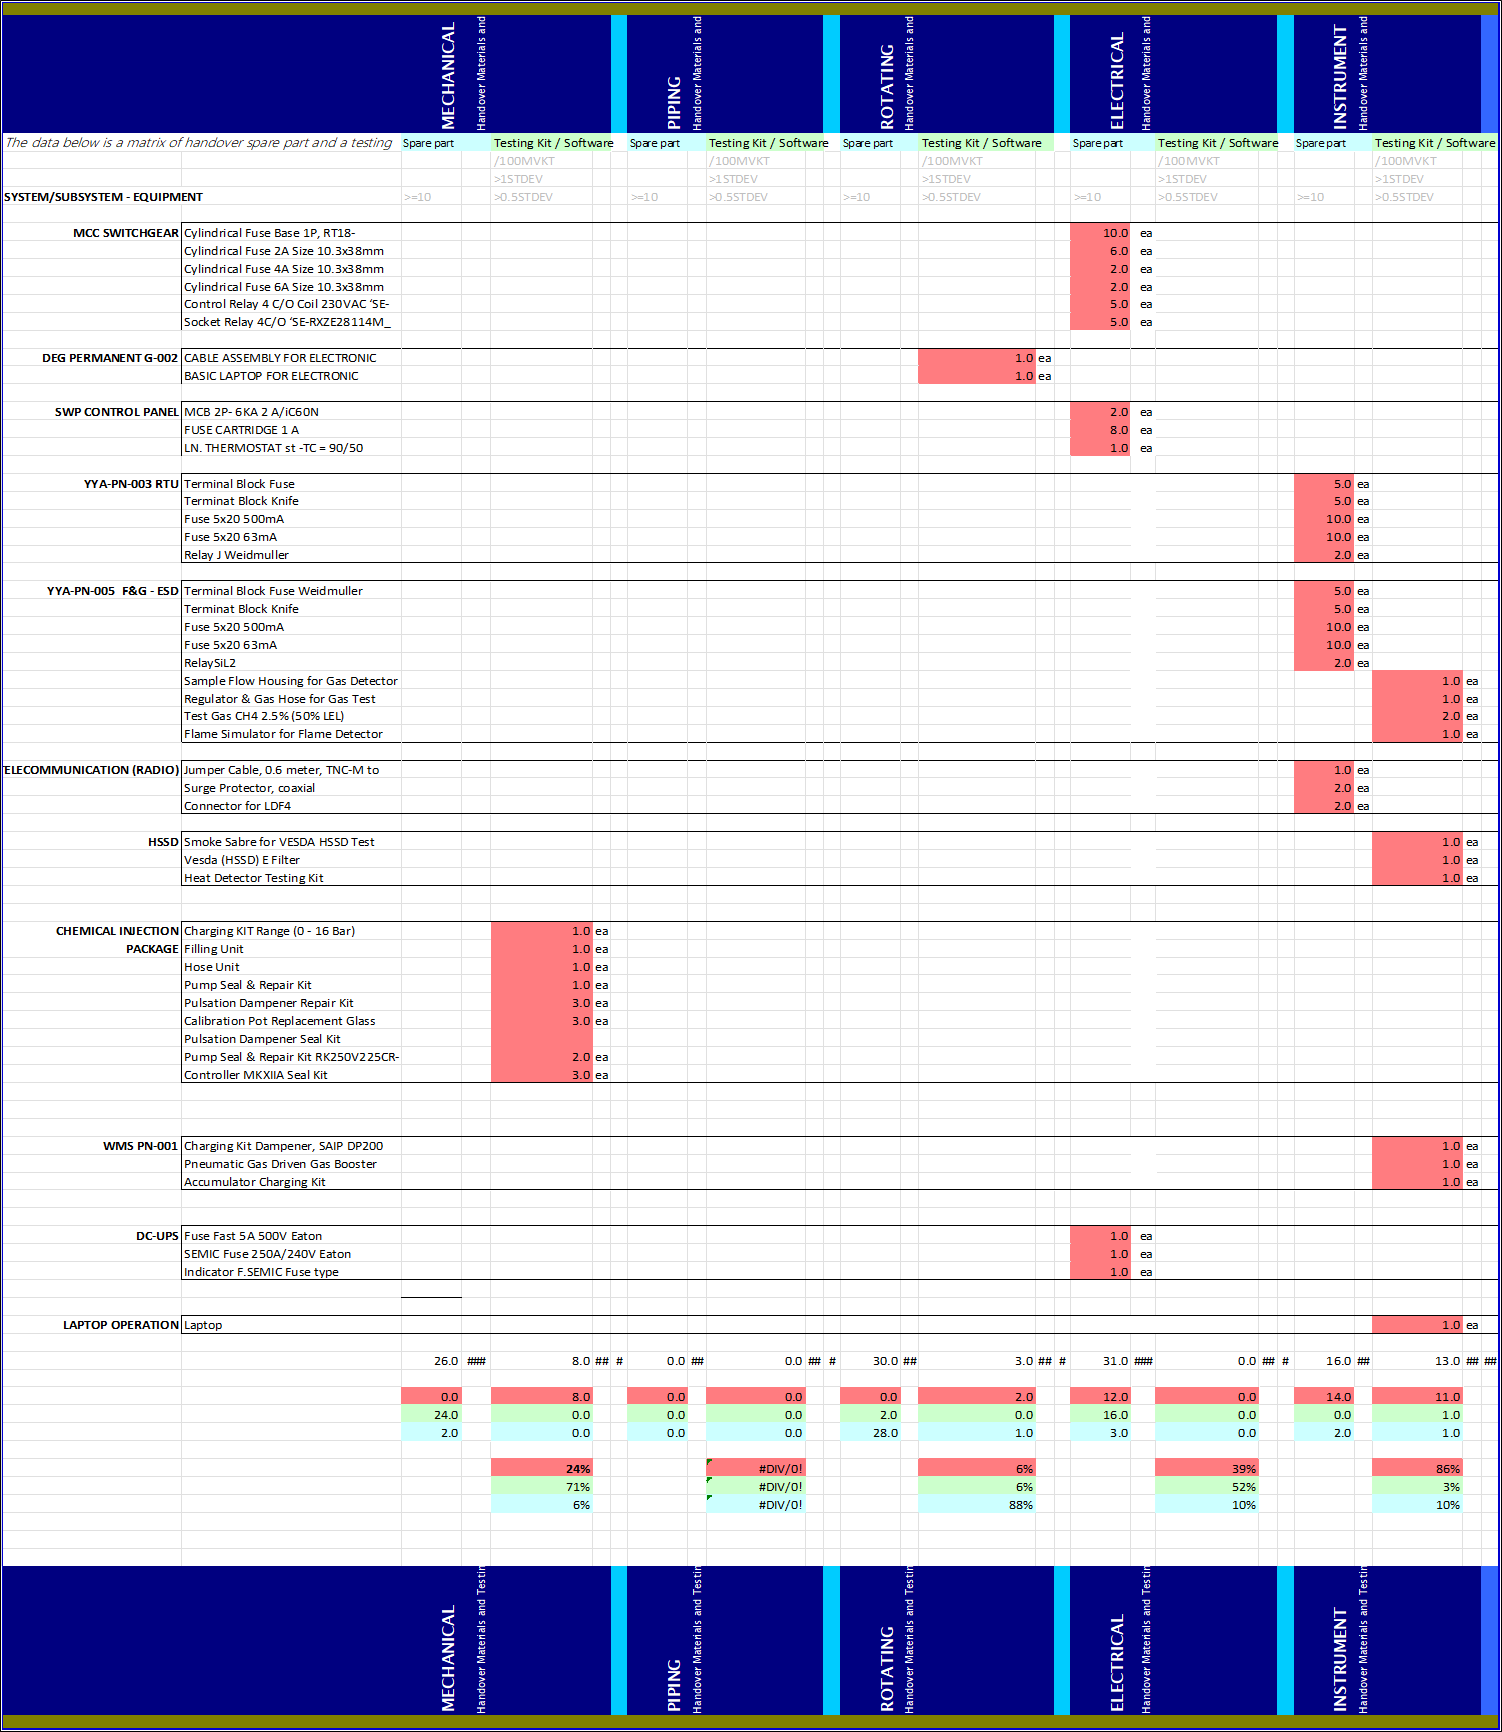 MECHANICAL Handover Materials and PIPING Handover Materials and ROTATING Handover Materials and ELECTRICAL Handover Materials and INSTRUMENT Handover Materials and
The data below is a matrix of handover spare part and a testing Spare part Testing Kit / Software Spare part Testing Kit / Software Spare part Testing Kit / Software Spare part Testing Kit / Software Spare part Testing Kit / Software
/100MVKT /100MVKT /100MVKT /100MVKT /100MVKT
>1STDEV >1STDEV >1STDEV >1STDEV >1STDEV
SYSTEM/SUBSYSTEM - EQUIPMENT >=10 >0.5STDEV >=10 >0.5STDEV >=10 >0.5STDEV >=10 >0.5STDEV >=10 >0.5STDEV
MCC SWITCHGEAR Cylindrical Fuse Base 1P, RT18- 10.0 ea
Cylindrical Fuse 2A Size 10.3x38mm 6.0 ea
Cylindrical Fuse 4A Size 10.3x38mm 2.0 ea
Cylindrical Fuse 6A Size 10.3x38mm 2.0 ea
Control Relay 4 C/O Coil 230VAC ‘SE- 5.0 ea
Socket Relay 4C/O ‘SE-RXZE28114M_ 5.0 ea
DEG PERMANENT G-002 CABLE ASSEMBLY FOR ELECTRONIC 1.0 ea
BASIC LAPTOP FOR ELECTRONIC 1.0 ea
SWP CONTROL PANEL MCB 2P- 6KA 2 A/iC60N 2.0 ea
FUSE CARTRIDGE 1 A 8.0 ea
LN. THERMOSTAT st -TC = 90/50 1.0 ea
YYA-PN-003 RTU Terminal Block Fuse 5.0 ea
Terminat Block Knife 5.0 ea
Fuse 5x20 500mA 10.0 ea
Fuse 5x20 63mA 10.0 ea
Relay J Weidmuller 2.0 ea
YYA-PN-005 F&G - ESD Terminal Block Fuse Weidmuller 5.0 ea
Terminat Block Knife 5.0 ea
Fuse 5x20 500mA 10.0 ea
Fuse 5x20 63mA 10.0 ea
RelaySiL2 2.0 ea
Sample Flow Housing for Gas Detector 1.0 ea
Regulator & Gas Hose for Gas Test 1.0 ea
Test Gas CH4 2.5% (50% LEL) 2.0 ea
Flame Simulator for Flame Detector 1.0 ea
ELECOMMUNICATION (RADIO) Jumper Cable, 0.6 meter, TNC-M to 1.0 ea
Surge Protector, coaxial 2.0 ea
Connector for LDF4 2.0 ea
HSSD Smoke Sabre for VESDA HSSD Test 1.0 ea
Vesda (HSSD) E Filter 1.0 ea
Heat Detector Testing Kit 1.0 ea
CHEMICAL INJECTION Charging KIT Range (0 - 16 Bar) 1.0 ea
PACKAGE Filling Unit 1.0 ea
Hose Unit 1.0 ea
Pump Seal & Repair Kit 1.0 ea
Pulsation Dampener Repair Kit 3.0 ea
Calibration Pot Replacement Glass 3.0 ea
Pulsation Dampener Seal Kit
Pump Seal & Repair Kit RK250V225CR- 2.0 ea
Controller MKXIIA Seal Kit 3.0 ea
WMS PN-001 Charging Kit Dampener, SAIP DP200 1.0 ea
Pneumatic Gas Driven Gas Booster 1.0 ea
Accumulator Charging Kit 1.0 ea
DC-UPS Fuse Fast 5A 500V Eaton 1.0 ea
SEMIC Fuse 250A/240V Eaton 1.0 ea
Indicator F.SEMIC Fuse type 1.0 ea
LAPTOP OPERATION Laptop 1.0 ea
26.0 ### 8.0 ## # 0.0 ## 0.0 ## # 30.0 ## 3.0 ## # 31.0 ### 0.0 ## # 16.0 ## 13.0 ## ##
0.0 8.0 0.0 0.0 0.0 2.0 12.0 0.0 14.0 11.0
24.0 0.0 0.0 0.0 2.0 0.0 16.0 0.0 0.0 1.0
2.0 0.0 0.0 0.0 28.0 1.0 3.0 0.0 2.0 1.0
24% #DIV/0! 6% 39% 86%
71% #DIV/0! 6% 52% 3%
6% #DIV/0! 88% 10% 10%
MECHANICAL Handover Materials and Testin PIPING Handover Materials and Testin ROTATING Handover Materials and Testin ELECTRICAL Handover Materials and Testin INSTRUMENT Handover Materials and Testin